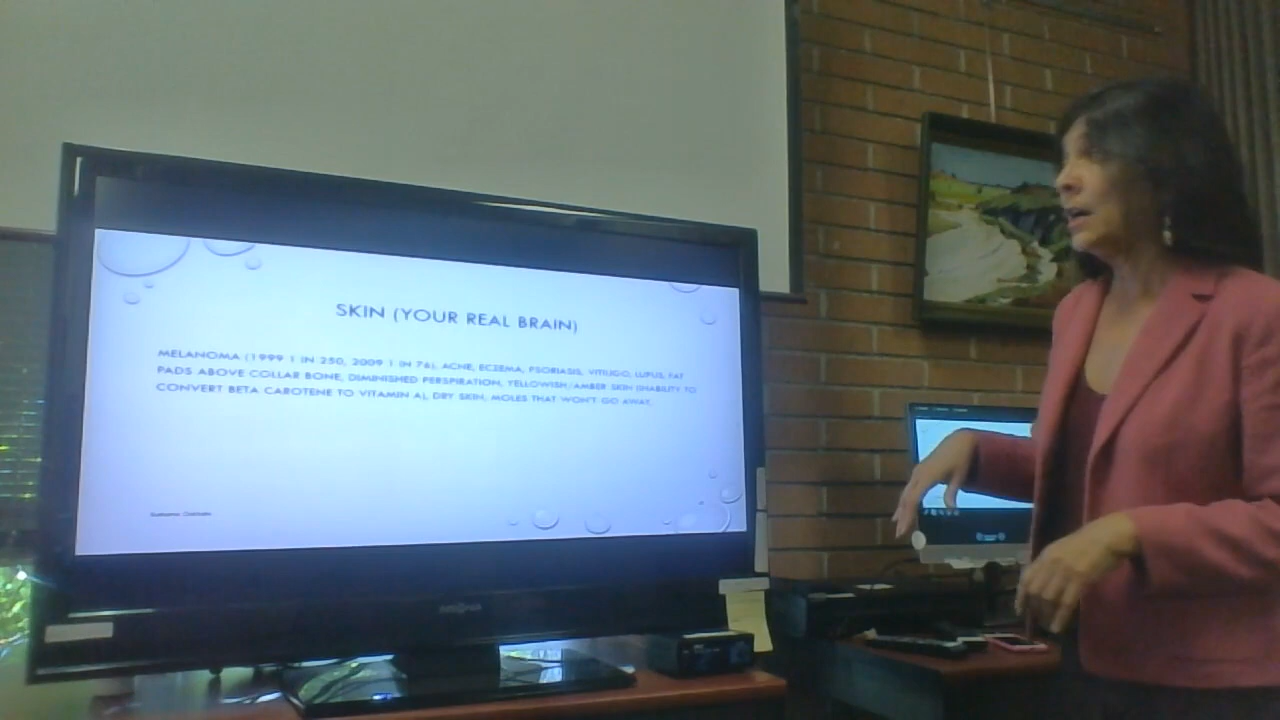 SKIN (YOUR REAL BRAIN)
MELANOMA (1999 1 IN 250, 2009 1 IN 76), ACNE, ECZEMA, PSORIASIS, VITILIGO, LUPUS, FAT
PADS ABOVE COLLAR BONE, DIMINISHED PERSPIRATION, YELLOWISH/AMBER SKIN (INABILITY TO
CONVERT BETA CAROTENE TO VITAMIN A), DRY SKIN, MOLES THAT WON'T GO AWAY,
INSIGNIA